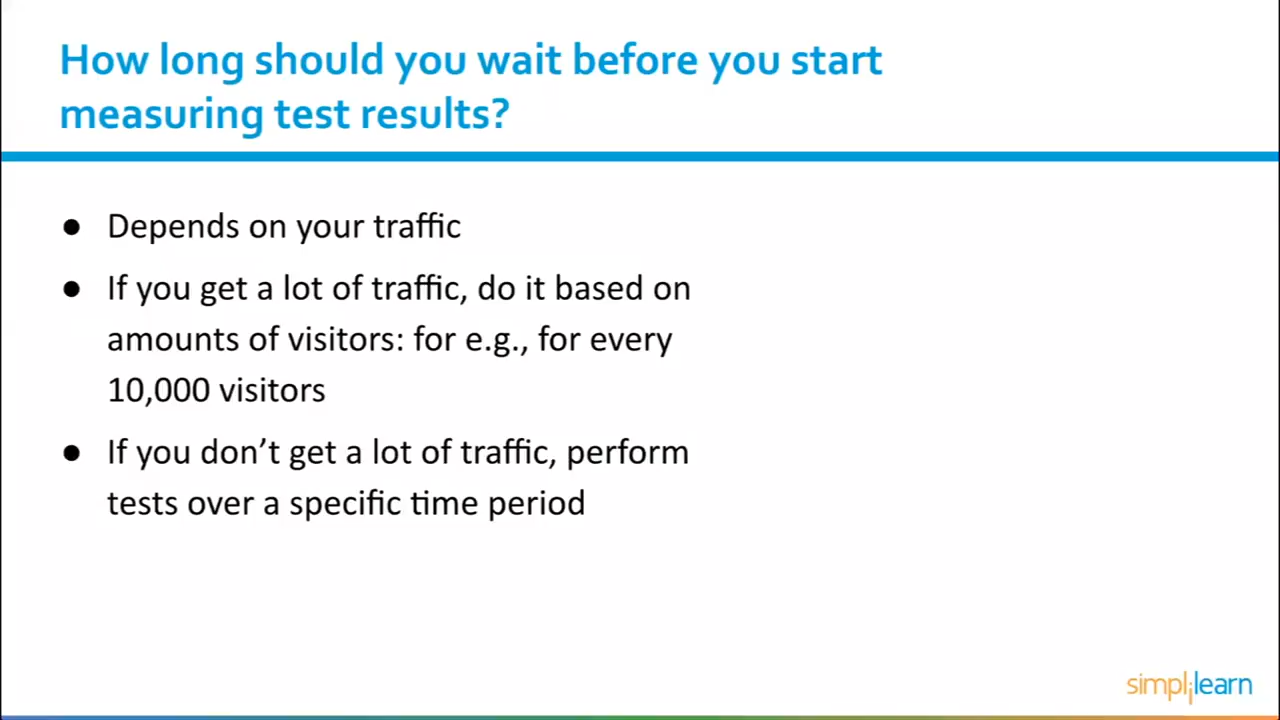 How long should you wait before you start
measuring test results?
● Depends on your traffic
● If you get a lot of traffic, do it based on
amounts of visitors: for e.g., for every
10,000 visitors
● If you don’t get a lot of traffic, perform
tests over a specific time period
simplilearn